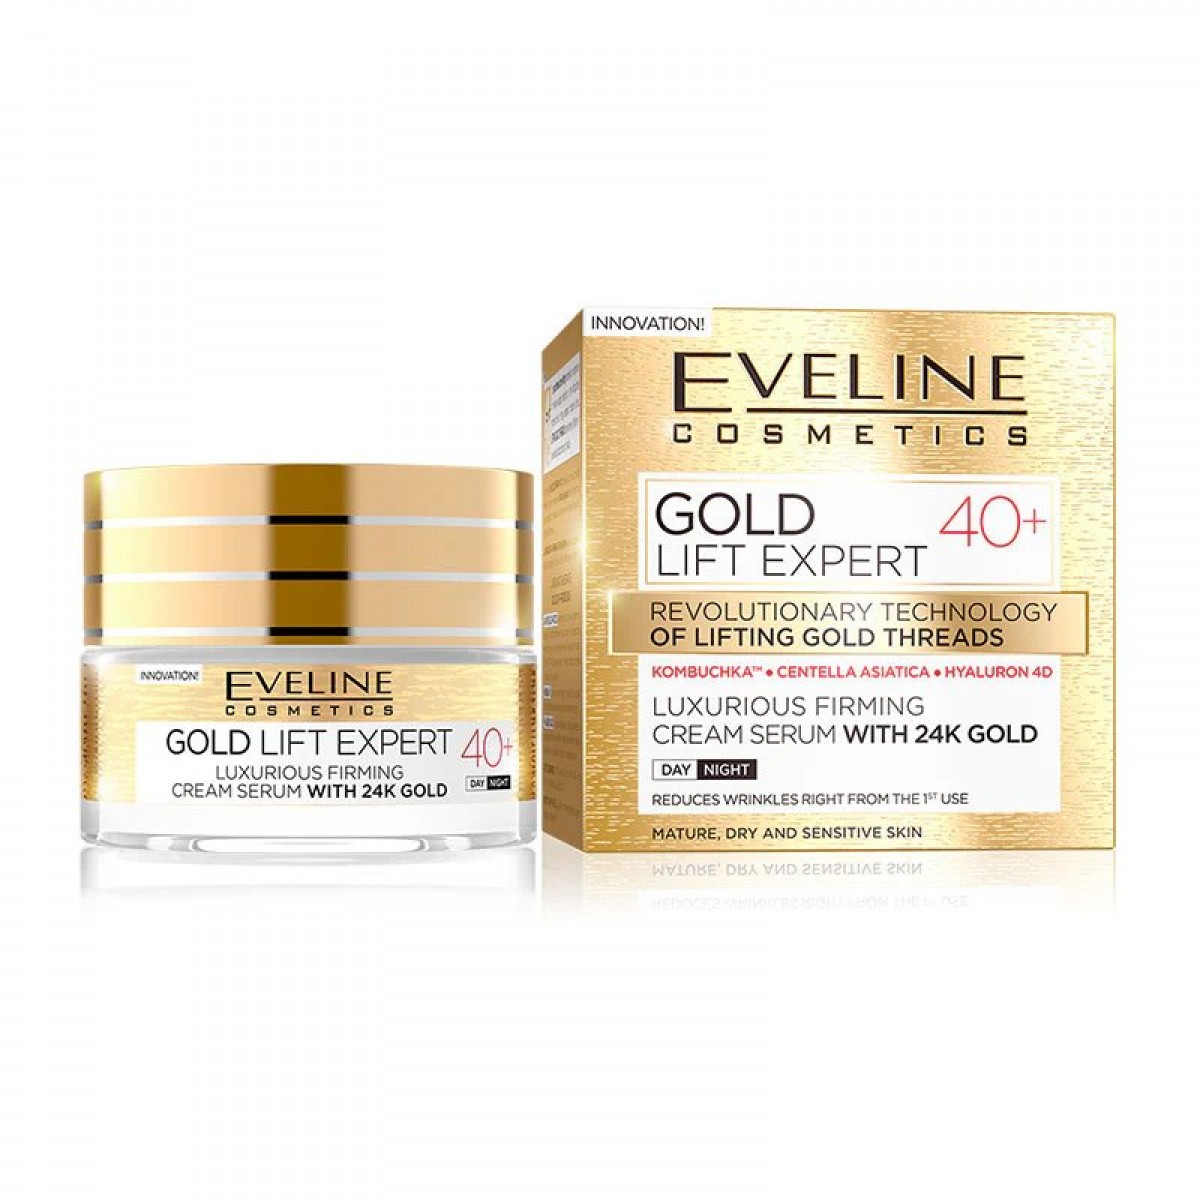 INNOVATION!
EVELINE
COSMETICS
GOLD LIFT EXPERT 40+
LUXURIOUS FIRMING
CREAM SERUM WITH 24K GOLD
DAY NIGHT
INNOVATION!
EVELINE
COSMETICS
GOLD 40+
LIFT EXPERT
REVOLUTIONARY TECHNOLOGY
OF LIFTING GOLD THREADS
KOMBUCHKA™ • CENTELLA ASIATICA • HYALURON 4D
LUXURIOUS FIRMING
CREAM SERUM WITH 24K GOLD
DAY NIGHT
REDUCES WRINKLES RIGHT FROM THE 1ST USE
MATURE, DRY AND SENSITIVE SKIN